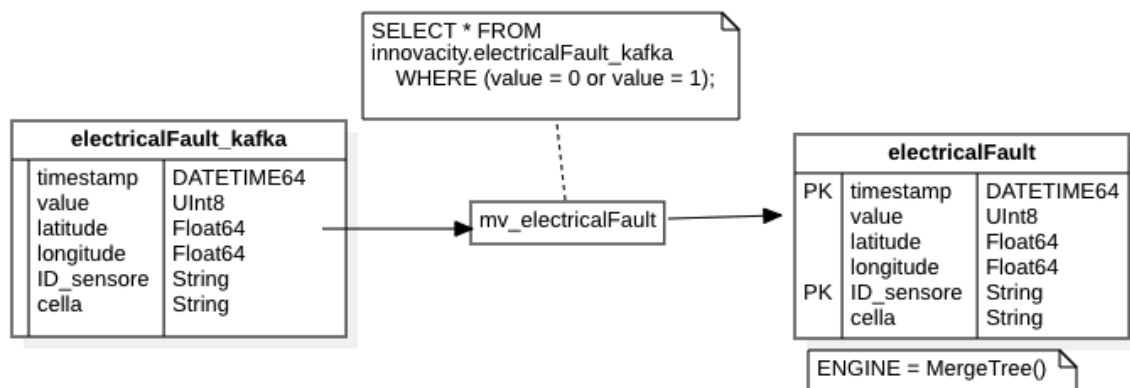 SELECT * FROM
innovacity.electricalFault_kafka
WHERE (value = 0 or value = 1);
electricalFault_kafka
timestamp DATETIME64
value UInt8
latitude Float64
longitude Float64
ID_sensore String
cella String
mv_electricalFault
electricalFault
PK timestamp DATETIME64
value UInt8
latitude Float64
longitude Float64
PK ID_sensore String
cella String
ENGINE = MergeTree()